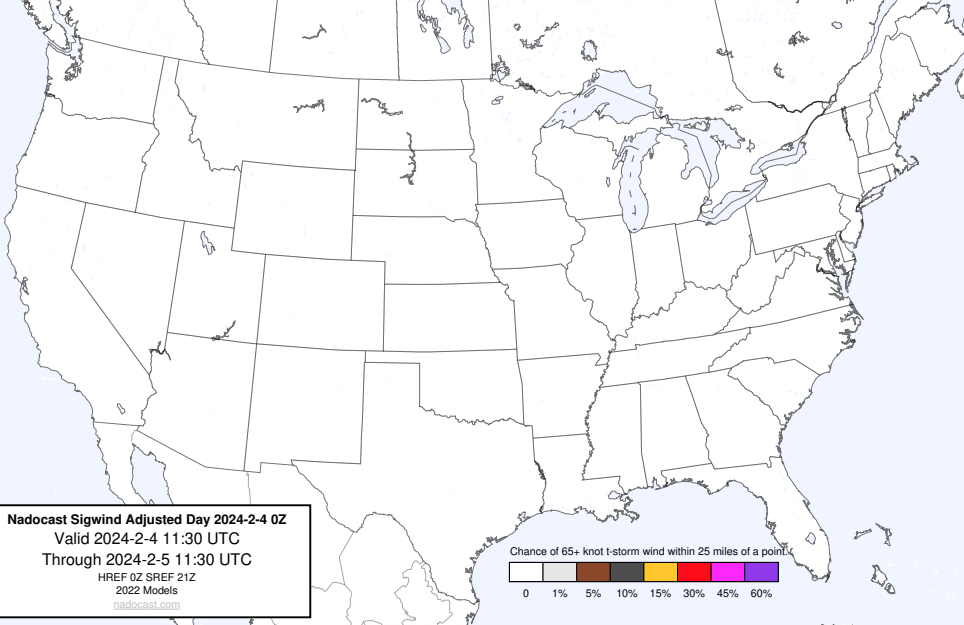 Nadocast Sigwind Adjusted Day 2024-2-4 0Z
Valid 2024-2-4 11:30 UTC
Through 2024-2-5 11:30 UTC
HREF 0Z SREF 21Z
2022 Models
nadocast.com
Chance of 65+ knot t-storm wind within 25 miles of a point.
0 1% 5% 10% 15% 30% 45% 60%